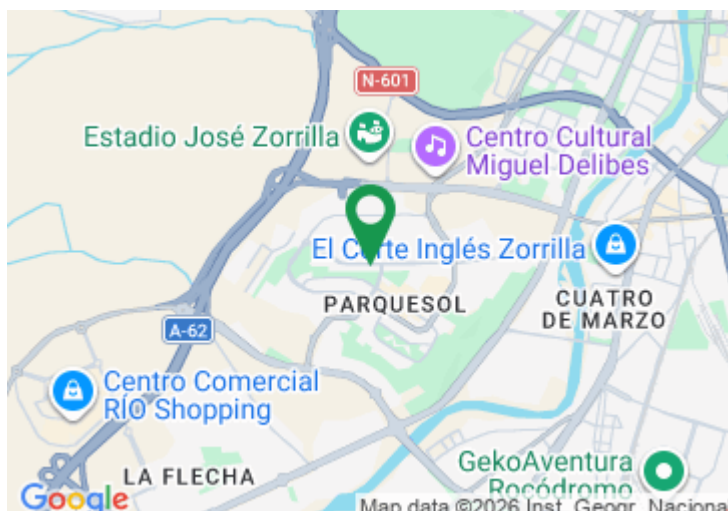 N-601
Estadio José Zorrilla
Centro Cultural
Miguel Delibes
El Corte Inglés Zorrilla
PARQUESOL
CUATRO
DE MARZO
A-62
Centro Comercial
RÍO Shopping
LA FLECHA
GekoAventura
Rocódromo
Google
Map data ©2026 Inst. Geogr. Naciona